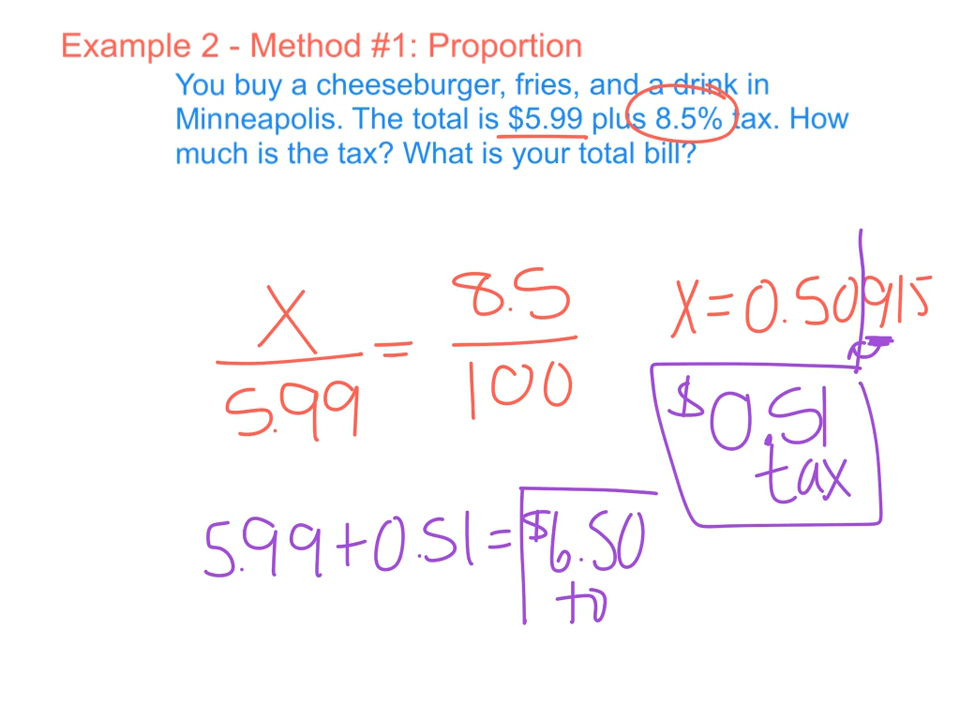 Example 2 - Method #1: Proportion
You buy a cheeseburger, fries, and a drink in
Minneapolis. The total is $5.99 plus 8.5% tax. How
much is the tax? What is your total bill?
X/5.99 = 8.5/100
X = 0.50915
$0.51
tax
5.99+0.51=$6.50
to